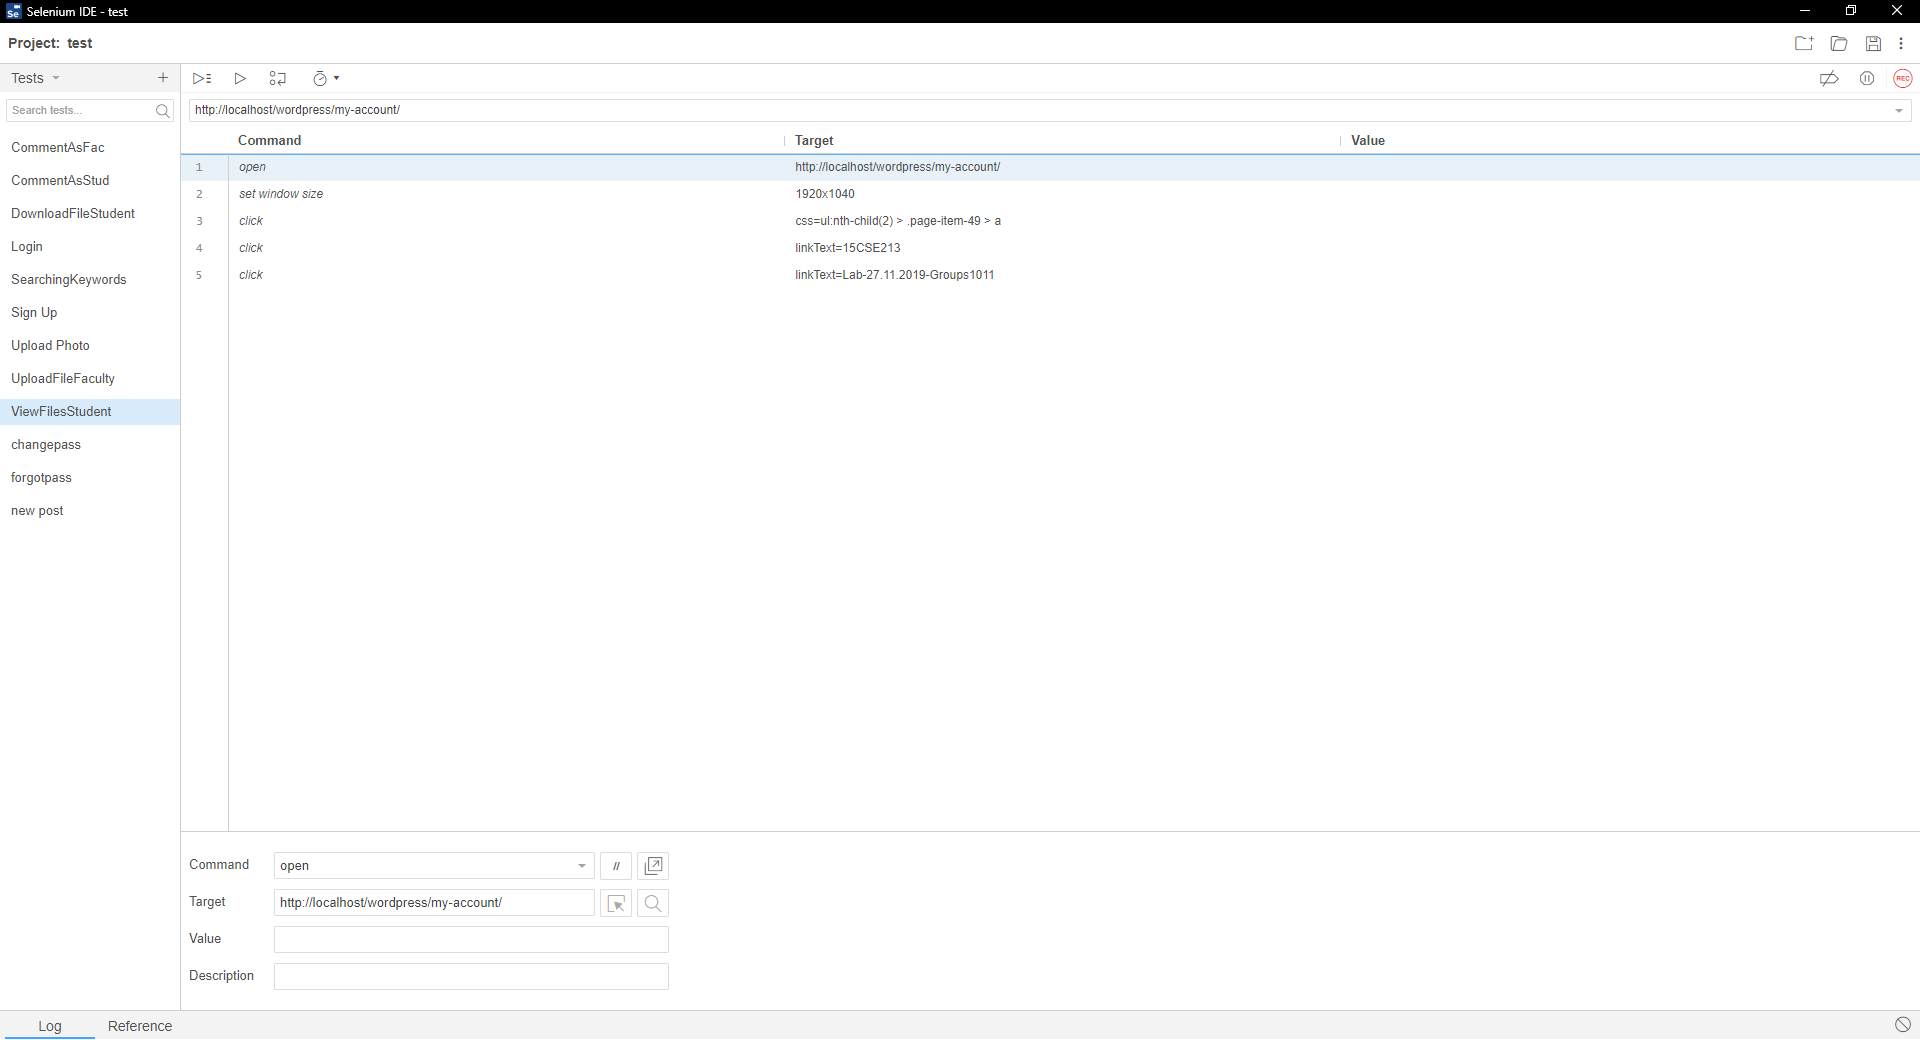 Selenium IDE - test
Project: test
Tests
Search tests...
CommentAsFac
CommentAsStud
DownloadFileStudent
Login
SearchingKeywords
Sign Up
Upload Photo
UploadFileFaculty
ViewFilesStudent
changepass
forgotpass
new post
REC
http://localhost/wordpress/my-account/
Command Target Value
1 open http://localhost/wordpress/my-account/
2 set window size 1920x1040
3 click css=ul:nth-child(2) > .page-item-49 > a
4 click linkText=15CSE213
5 click linkText=Lab-27.11.2019-Groups1011
Command open //
Target http://localhost/wordpress/my-account/
Value
Description
Log Reference